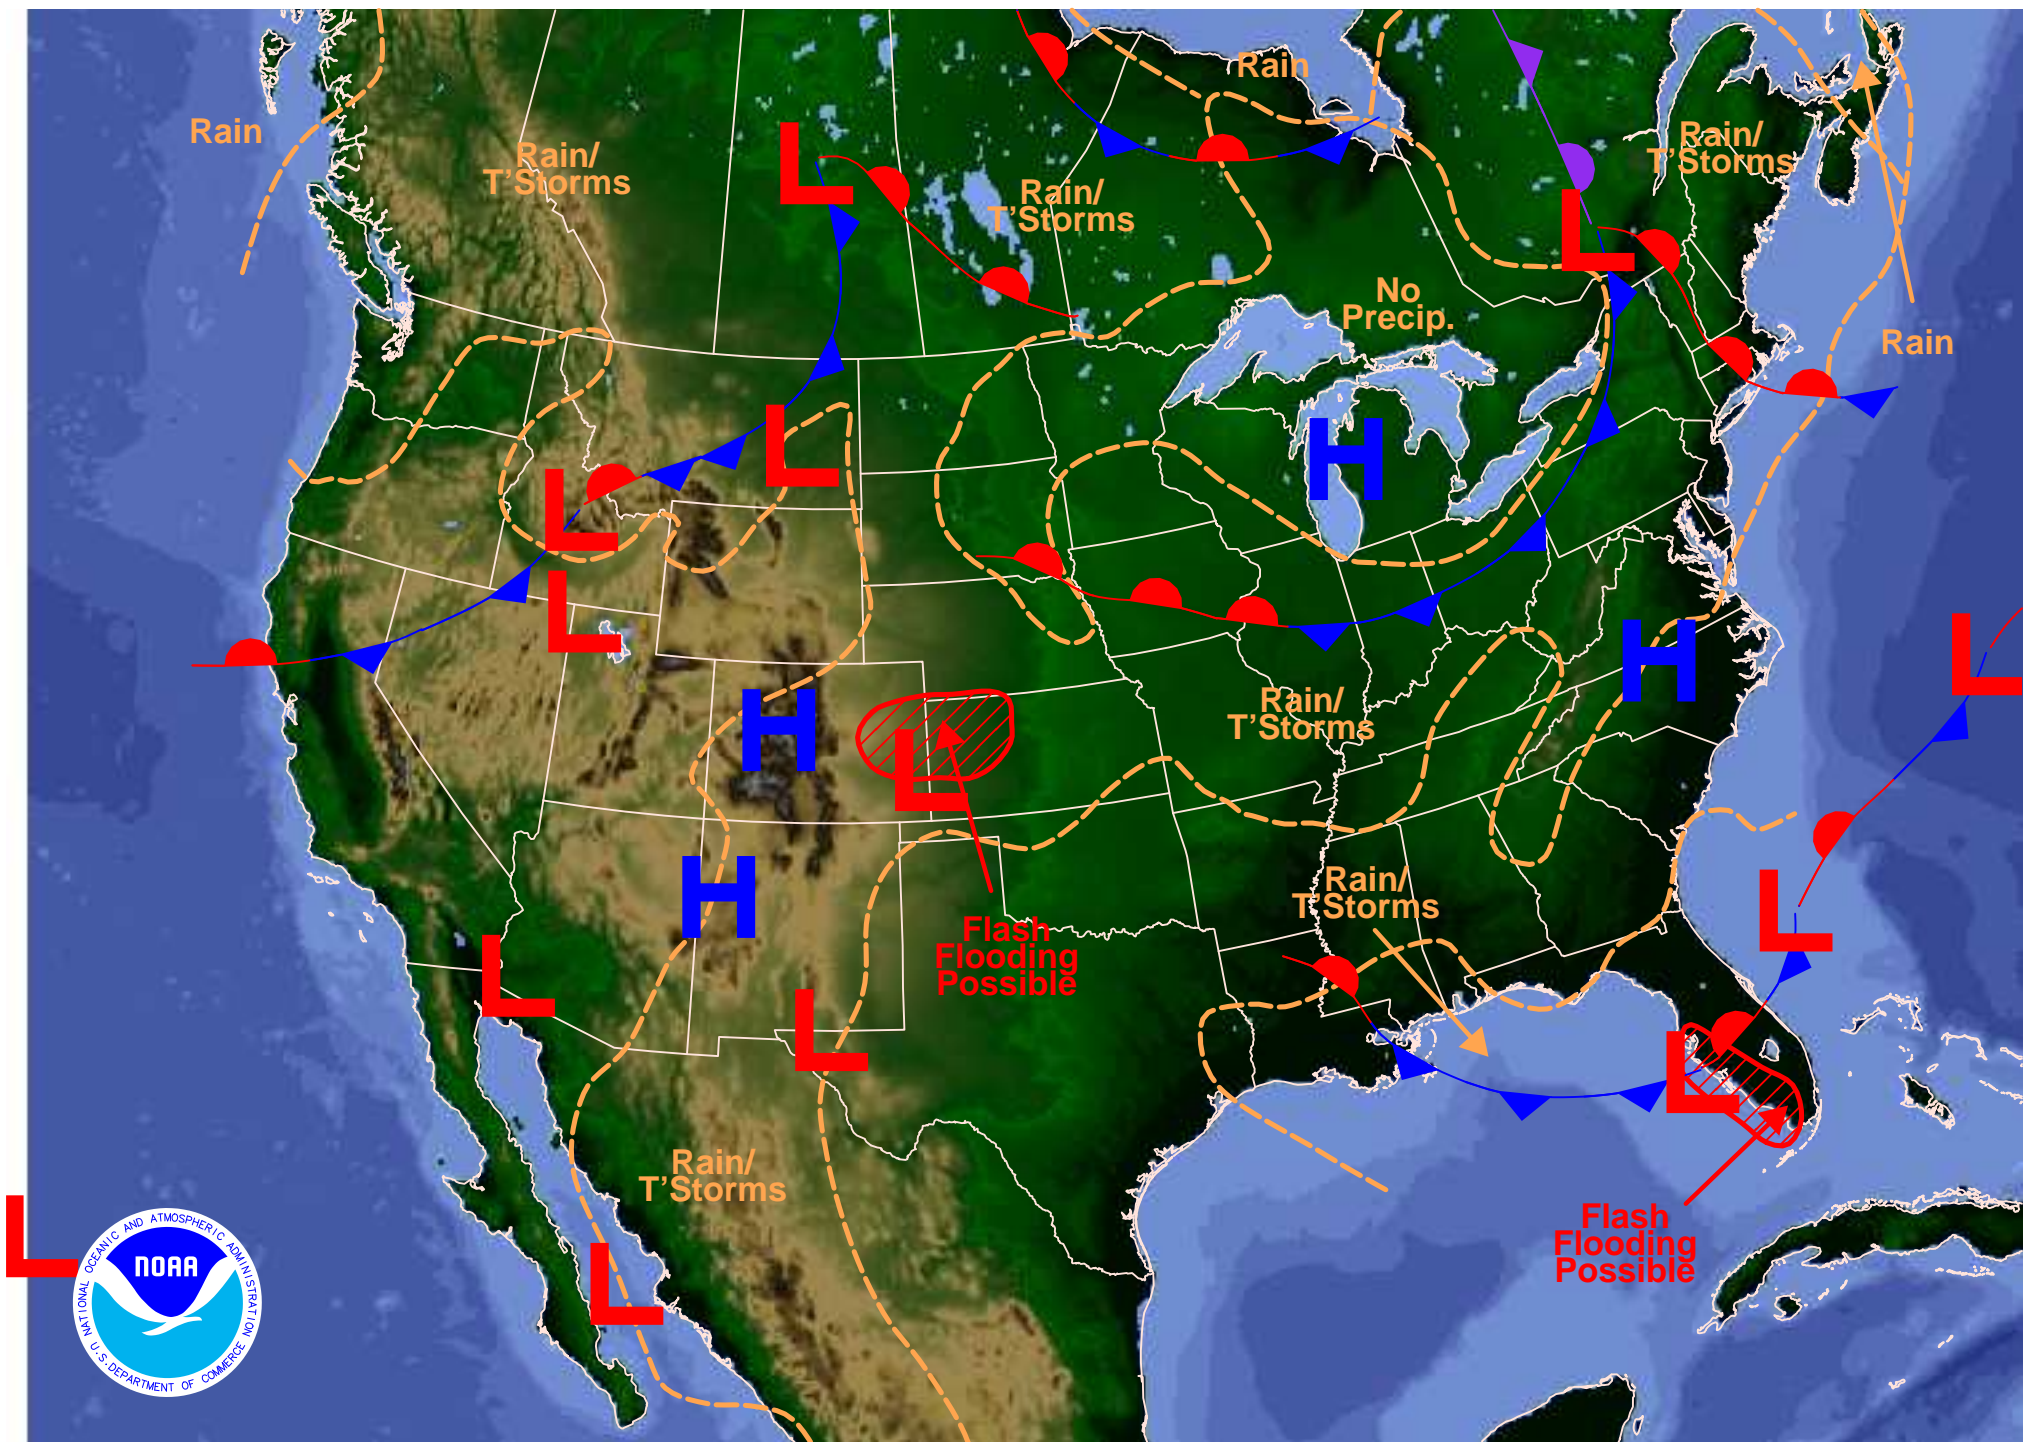 Rain
Rain
Rain/
T'Storms
Rain/
T'Storms
Rain/
T'Storms
L
L
No
Precip.
Rain
L
H
L
L
L
H
L
H
Rain/
T'Storms
L
H
Rain/
T'Storms
L
Flash
Flooding
Possible
L
L
L
Rain/
T'Storms
Flash
Flooding
Possible
L
L
NATIONAL OCEANIC AND ATMOSPHERIC ADMINISTRATION
NOAA
U.S. DEPARTMENT OF COMMERCE